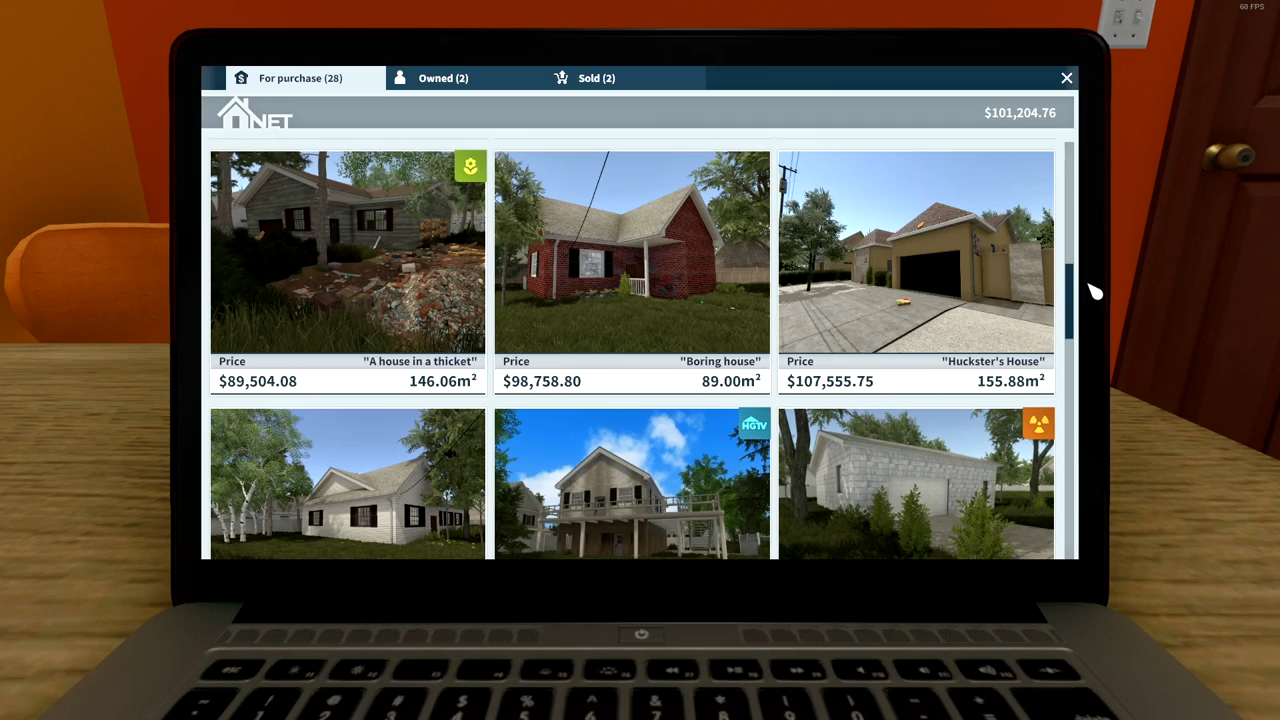 60 FPS
For purchase (28)
Owned (2)
Sold (2)
NET
$101,204.76
Price "A house in a thicket"
$89,504.08 146.06m²
Price "Boring house"
$98,758.80 89.00m²
Price "Huckster's House"
$107,555.75 155.88m²
HGTV